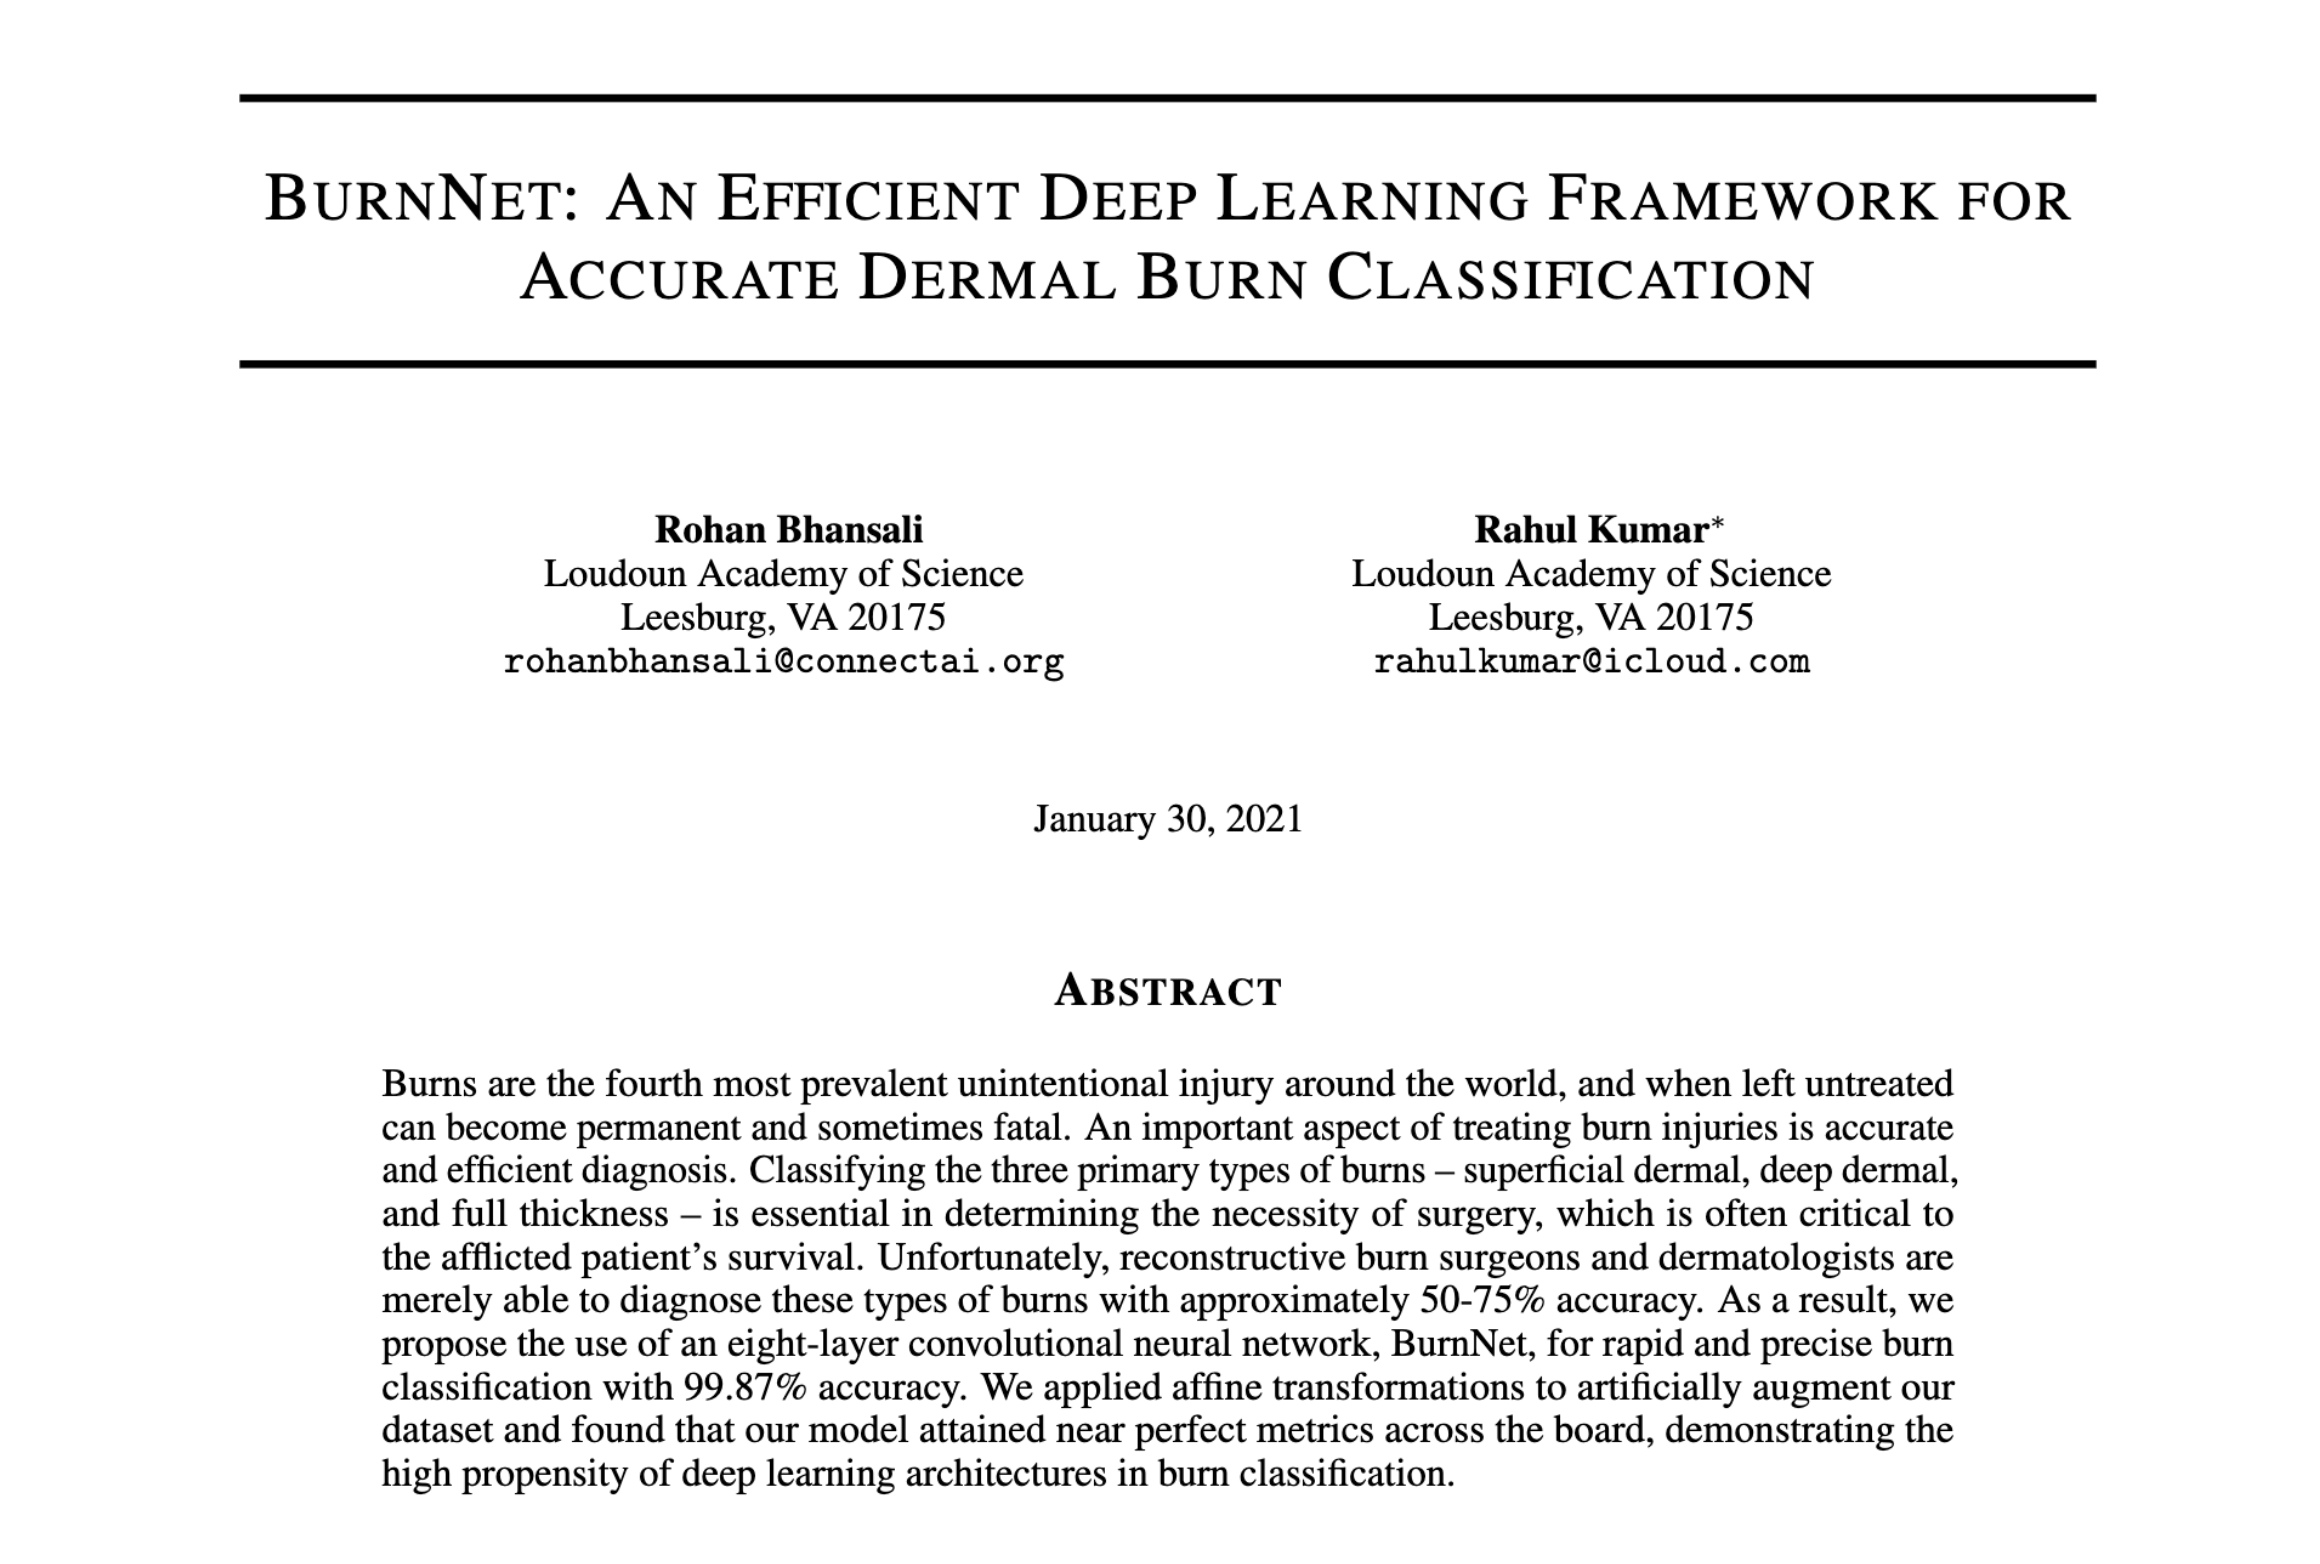 BURNNET: AN EFFICIENT DEEP LEARNING FRAMEWORK FOR
ACCURATE DERMAL BURN CLASSIFICATION
Rohan Bhansali
Loudoun Academy of Science
Leesburg, VA 20175
rohanbhansali@connectai.org
Rahul Kumar*
Loudoun Academy of Science
Leesburg, VA 20175
rahulkumar@icloud.com
January 30, 2021
ABSTRACT
Burns are the fourth most prevalent unintentional injury around the world, and when left untreated
can become permanent and sometimes fatal. An important aspect of treating burn injuries is accurate
and efficient diagnosis. Classifying the three primary types of burns – superficial dermal, deep dermal,
and full thickness – is essential in determining the necessity of surgery, which is often critical to
the afflicted patient’s survival. Unfortunately, reconstructive burn surgeons and dermatologists are
merely able to diagnose these types of burns with approximately 50-75% accuracy. As a result, we
propose the use of an eight-layer convolutional neural network, BurnNet, for rapid and precise burn
classification with 99.87% accuracy. We applied affine transformations to artificially augment our
dataset and found that our model attained near perfect metrics across the board, demonstrating the
high propensity of deep learning architectures in burn classification.